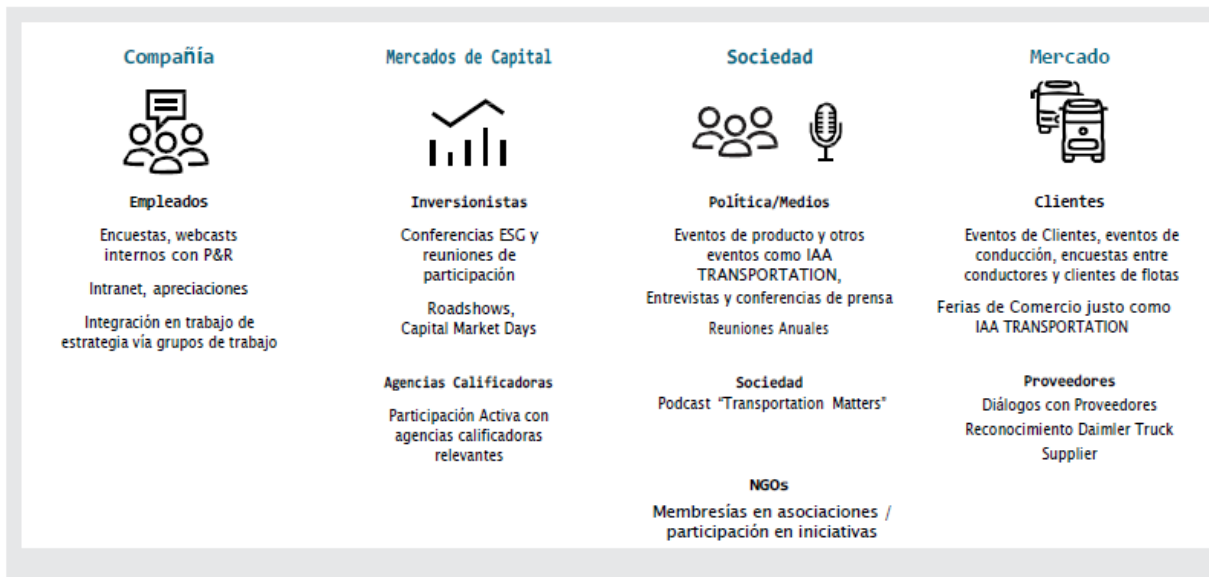 Compañía
Empleados
Encuestas, webcasts
internos con P&R
Intranet, apreciaciones
Integración en trabajo de
estrategia vía grupos de trabajo
Mercados de Capital
Inversionistas
Conferencias ESG y
reuniones de
participación
Roadshows,
Capital Market Days
Agencias Calificadoras
Participación Activa con
agencias calificadoras
relevantes
Sociedad
Política/Medios
Eventos de producto y otros
eventos como IAA
TRANSPORTATION,
Entrevistas y conferencias de prensa
Reuniones Anuales
Sociedad
Podcast “Transportation Matters”
NGOs
Membresías en asociaciones /
participación en iniciativas
Mercado
Clientes
Eventos de Clientes, eventos de
conducción, encuestas entre
conductores y clientes de flotas
Ferias de Comercio justo como
IAA TRANSPORTATION
Proveedores
Diálogos con Proveedores
Reconocimiento Daimler Truck
Supplier